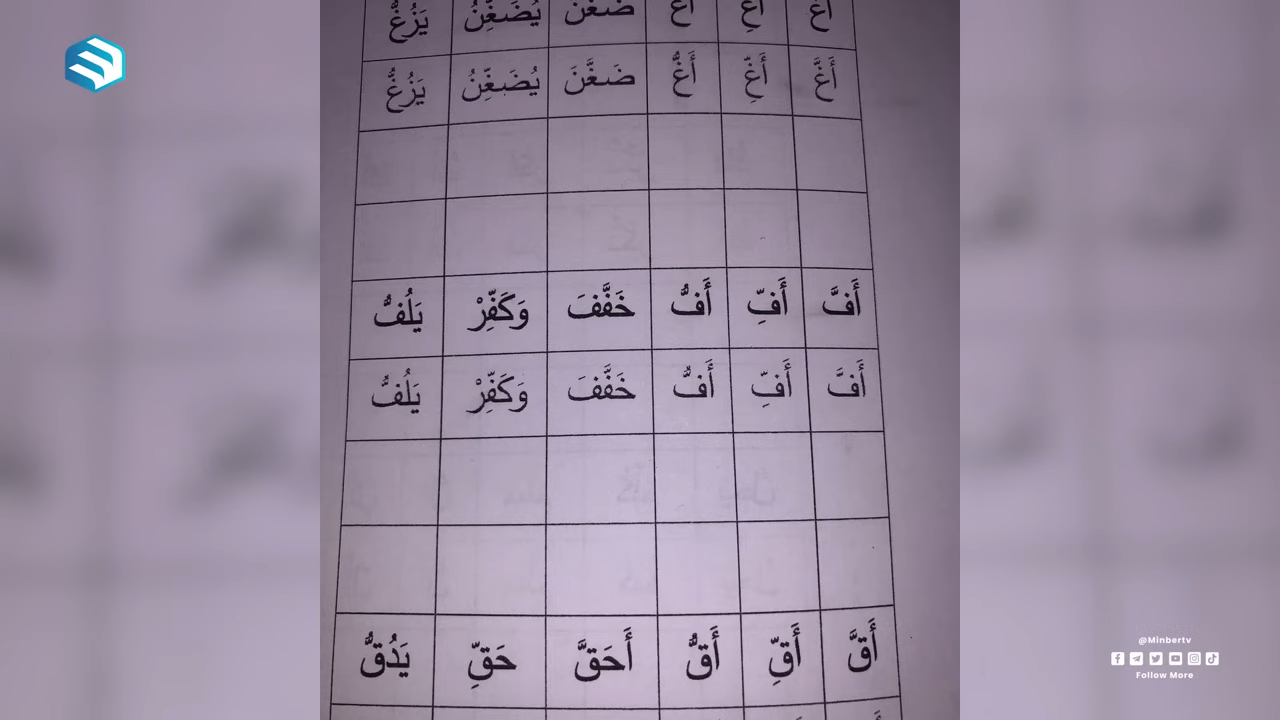 أَغَّ أَغِّ أَغُّ ضَغَّنَ يُضَغِّنُ يَزُغُّ
أَغَّ أَغِّ أَغُّ ضَغَّنَ يُضَغِّنُ يَزُغُّ
أَفَّ أَفِّ أَفُّ خَفَّفَ وَكَفِّرْ يَلُفُّ
أَفَّ أَفِّ أَفُّ خَفَّفَ وَكَفِّرْ يَلُفُّ
أَقَّ أَقِّ أَقُّ أَحَقَّ حَقِّ يَدُقُّ
@Minbertv
Follow More